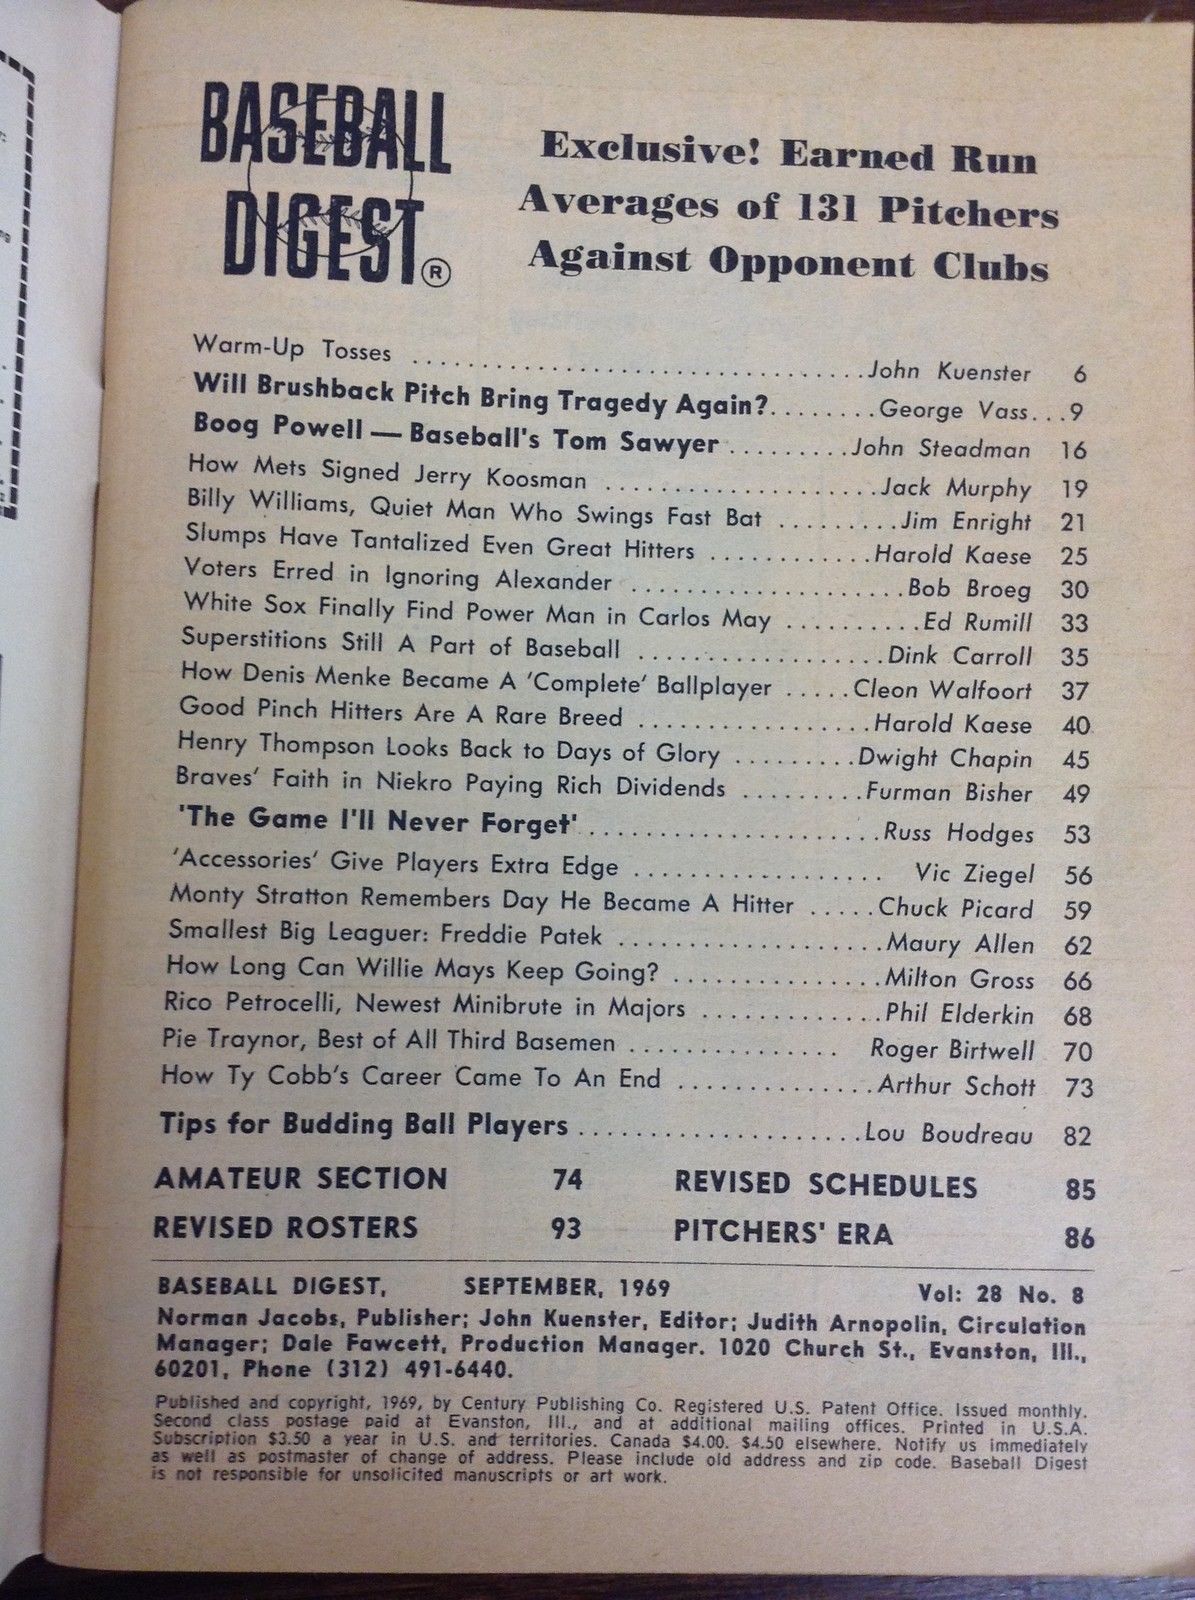 BASEBALL
DIGEST®
Exclusive! Earned Run
Averages of 131 Pitchers
Against Opponent Clubs
Warm-Up Tosses ................................John Kuenster 6
Will Brushback Pitch Bring Tragedy Again?........George Vass...9
Boog Powell — Baseball's Tom Sawyer .........John Steadman 16
How Mets Signed Jerry Koosman ....................Jack Murphy 19
Billy Williams, Quiet Man Who Swings Fast Bat .........Jim Enright 21
Slumps Have Tantalized Even Great Hitters ............Harold Kaese 25
Voters Erred in Ignoring Alexander ....................Bob Broeg 30
White Sox Finally Find Power Man in Carlos May ..........Ed Rumill 33
Superstitions Still A Part of Baseball ..................Dink Carroll 35
How Denis Menke Became A 'Complete' Ballplayer .....Cleon Walfoort 37
Good Pinch Hitters Are A Rare Breed .................Harold Kaese 40
Henry Thompson Looks Back to Days of Glory .........Dwight Chapin 45
Braves' Faith in Niekro Paying Rich Dividends .........Furman Bisher 49
'The Game I'll Never Forget' .....................Russ Hodges 53
'Accessories' Give Players Extra Edge .................. Vic Ziegel 56
Monty Stratton Remembers Day He Became A Hitter .....Chuck Picard 59
Smallest Big Leaguer: Freddie Patek ...................Maury Allen 62
How Long Can Willie Mays Keep Going? ...............Milton Gross 66
Rico Petrocelli, Newest Minibrute in Majors .............Phil Elderkin 68
Pie Traynor, Best of All Third Basemen ............... Roger Birtwell 70
How Ty Cobb's Career Came To An End ..............Arthur Schott 73
Tips for Budding Ball Players .....................Lou Boudreau 82
AMATEUR SECTION 74 REVISED SCHEDULES 85
REVISED ROSTERS 93 PITCHERS' ERA 86
BASEBALL DIGEST, SEPTEMBER, 1969 Vol: 28 No. 8
Norman Jacobs, Publisher; John Kuenster, Editor; Judith Arnopolin, Circulation
Manager; Dale Fawcett, Production Manager. 1020 Church St., Evanston, Ill.,
60201, Phone (312) 491-6440.
Published and copyright, 1969, by Century Publishing Co. Registered U.S. Patent Office. Issued monthly.
Second class postage paid at Evanston, Ill., and at additional mailing offices. Printed in U.S.A.
Subscription $3.50 a year in U.S. and territories. Canada $4.00. $4.50 elsewhere. Notify us immediately
as well as postmaster of change of address. Please include old address and zip code. Baseball Digest
is not responsible for unsolicited manuscripts or art work.